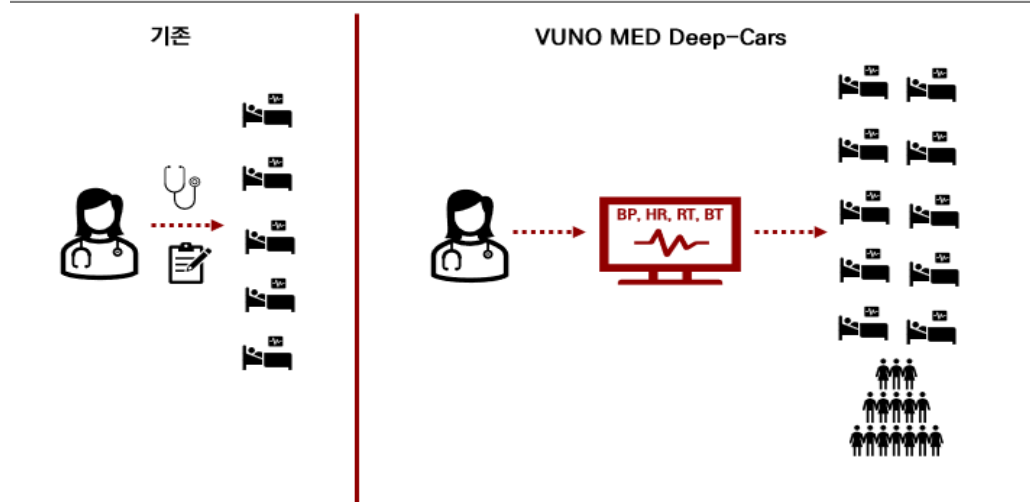 기존
VUNO MED Deep-Cars
BP, HR, RT, BT